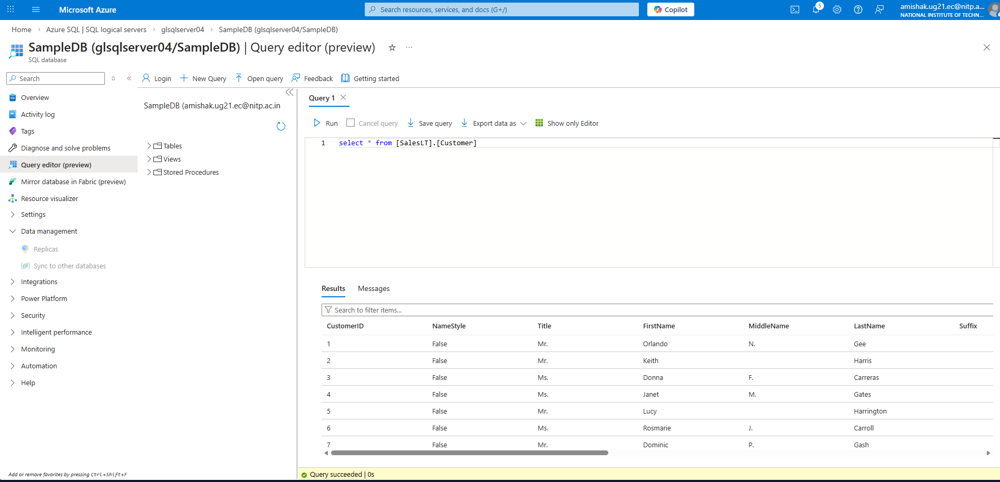 Microsoft Azure
Search resources, services, and docs (G+/)
Copilot
5
amishak.ug21.ec@nitp.a...
NATIONAL INSTITUTE OF TECHN...
Home > Azure SQL | SQL logical servers > glsqlserver04 > SampleDB (glsqlserver04/SampleDB)
SampleDB (glsqlserver04/SampleDB) | Query editor (preview)
SQL database
Search
Overview
Activity log
Tags
Diagnose and solve problems
Query editor (preview)
Mirror database in Fabric (preview)
Resource visualizer
Settings
Data management
Replicas
Sync to other databases
Integrations
Power Platform
Security
Intelligent performance
Monitoring
Automation
Help
Add or remove favorites by pressing Ctrl+Shift+F
Login New Query Open query Feedback Getting started
SampleDB (amishak.ug21.ec@nitp.ac.in
Tables
Views
Stored Procedures
Query 1
Run Cancel query Save query Export data as Show only Editor
1 select * from [SalesLT].[Customer]
Results Messages
Search to filter items...
CustomerID NameStyle Title FirstName MiddleName LastName Suffix
1 False Mr. Orlando N. Gee
2 False Mr. Keith Harris
3 False Ms. Donna F. Carreras
4 False Ms. Janet M. Gates
5 False Mr. Lucy Harrington
6 False Ms. Rosmarie J. Carroll
7 False Mr. Dominic P. Gash
Query succeeded | 0s